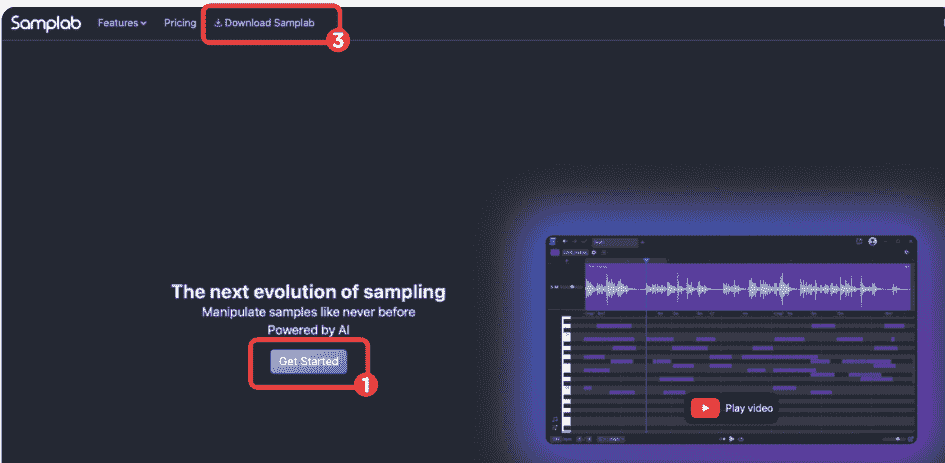 Samplab Features Pricing Download Samplab
3
The next evolution of sampling
Manipulate samples like never before
Powered by AI
Get Started
1
Play video